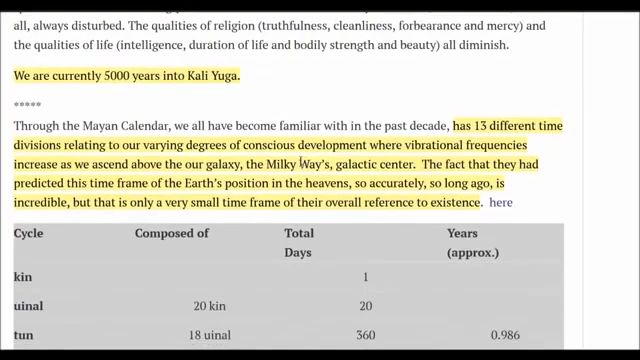 all, always disturbed. The qualities of religion (truthfulness, cleanliness, forbearance and mercy) and
the qualities of life (intelligence, duration of life and bodily strength and beauty) all diminish.
We are currently 5000 years into Kali Yuga.
*****
Through the Mayan Calendar, we all have become familiar with in the past decade, has 13 different time
divisions relating to our varying degrees of conscious development where vibrational frequencies
increase as we ascend above the our galaxy, the Milky Way's, galactic center. The fact that they had
predicted this time frame of the Earth's position in the heavens, so accurately, so long ago, is
incredible, but that is only a very small time frame of their overall reference to existence. here
Cycle Composed of Total Days Years (approx.)
kin 1
uinal 20 kin 20
tun 18 uinal 360 0.986